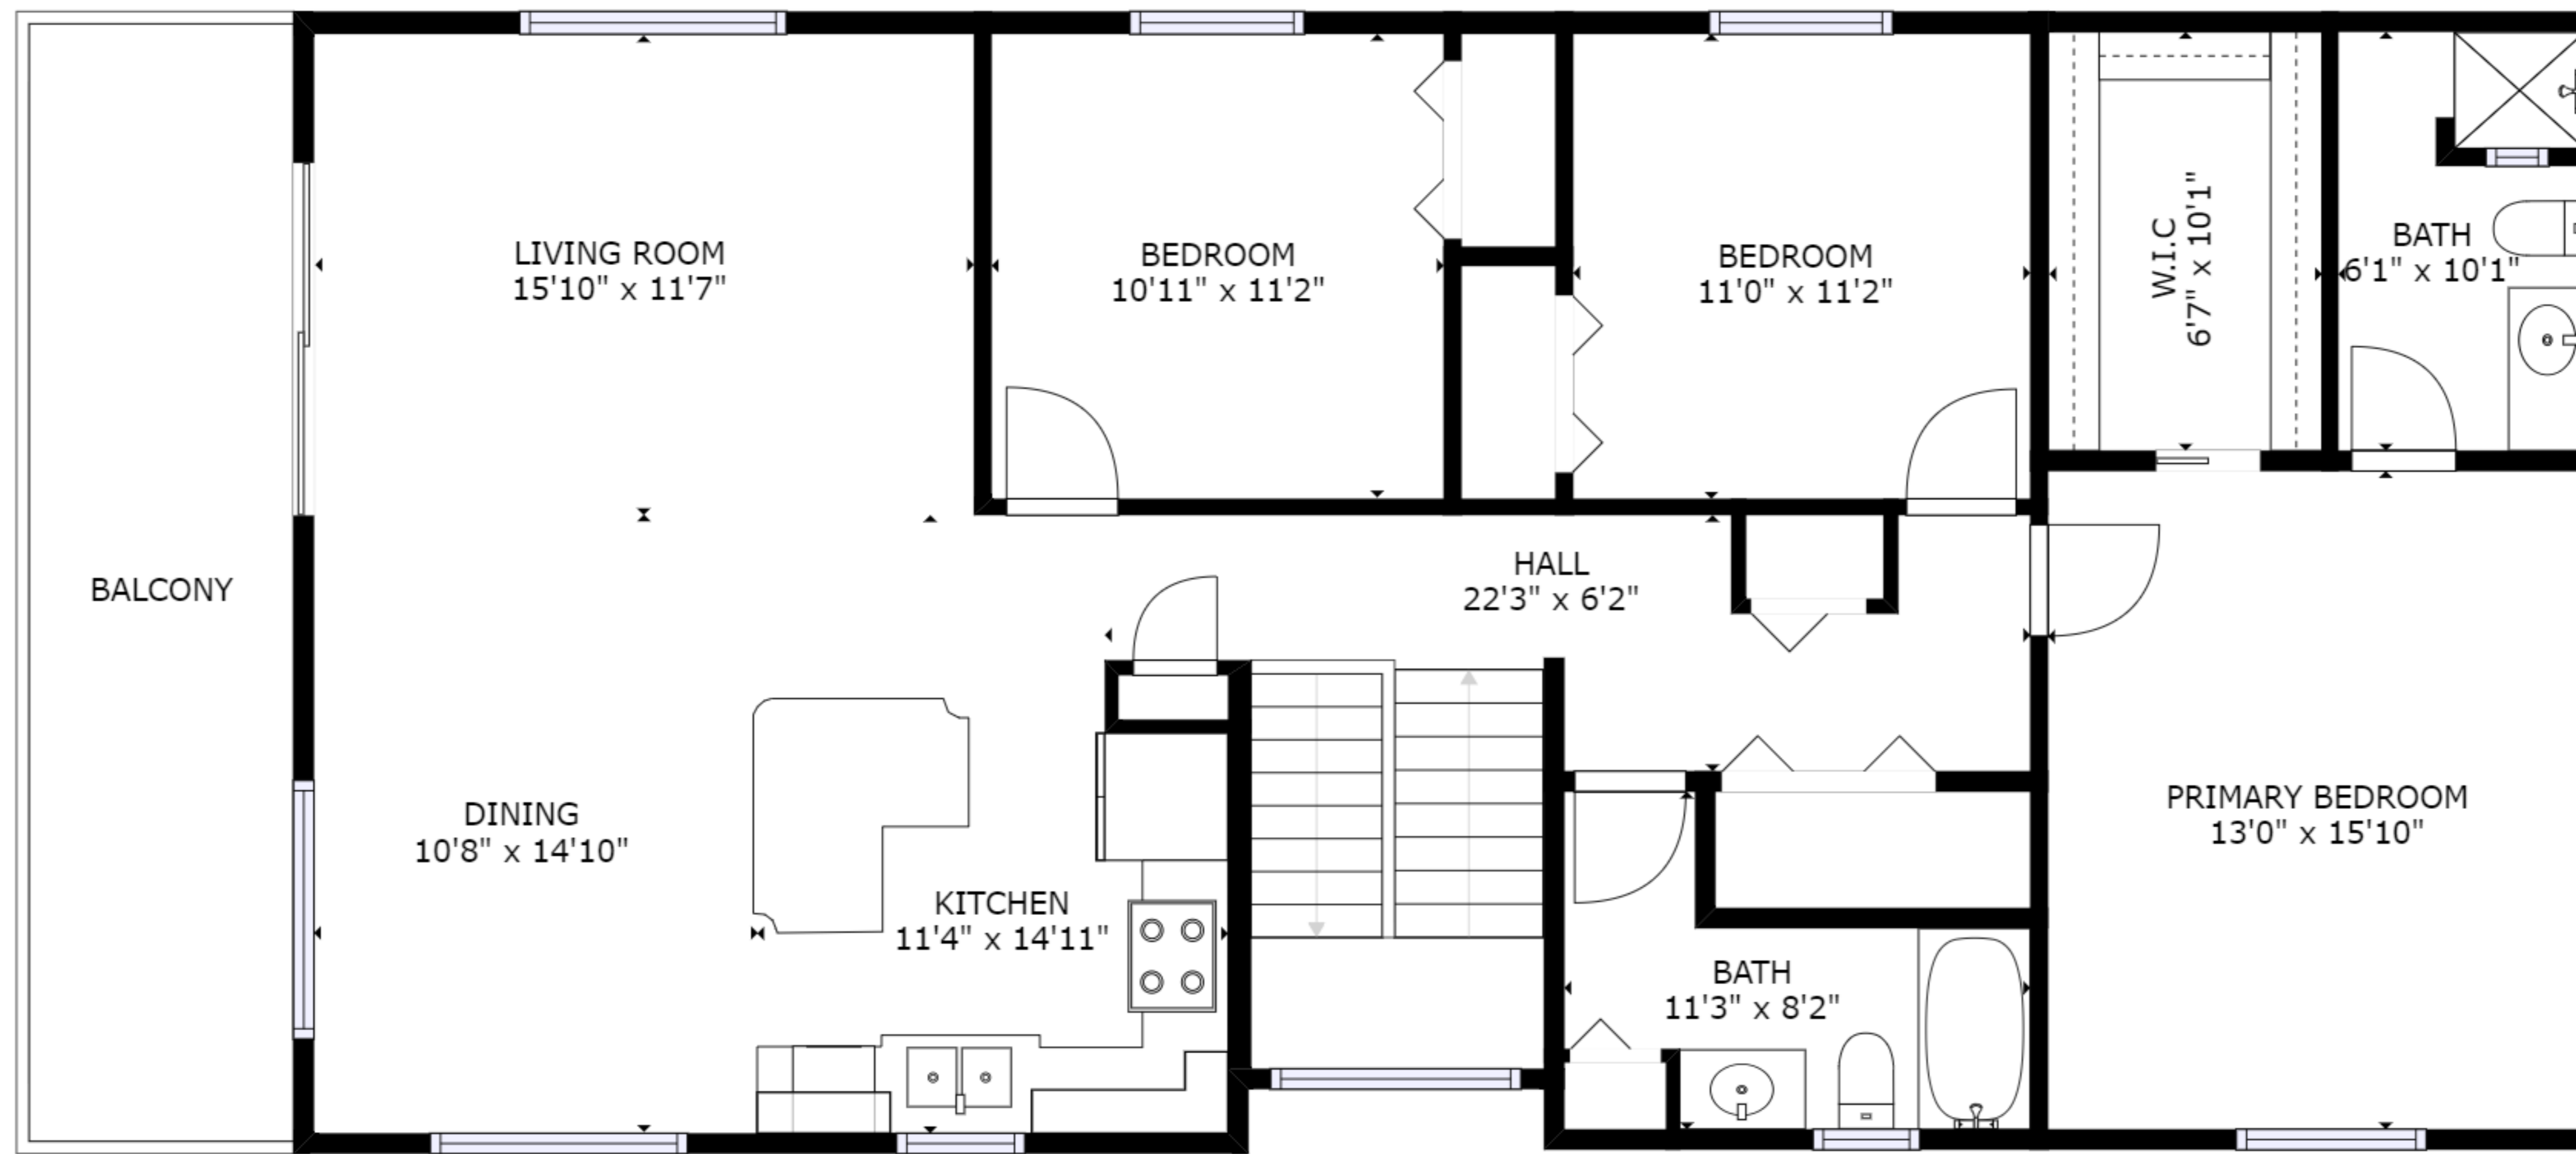 LIVING ROOM
15'10" x 11'7"
BEDROOM
10'11" x 11'2"
BEDROOM
11'0" x 11'2"
W.I.C
6'7" x 10'1"
BATH
6'1" x 10'1"
BALCONY
HALL
22'3" x 6'2"
DINING
10'8" x 14'10"
KITCHEN
11'4" x 14'11"
BATH
11'3" x 8'2"
PRIMARY BEDROOM
13'0" x 15'10"